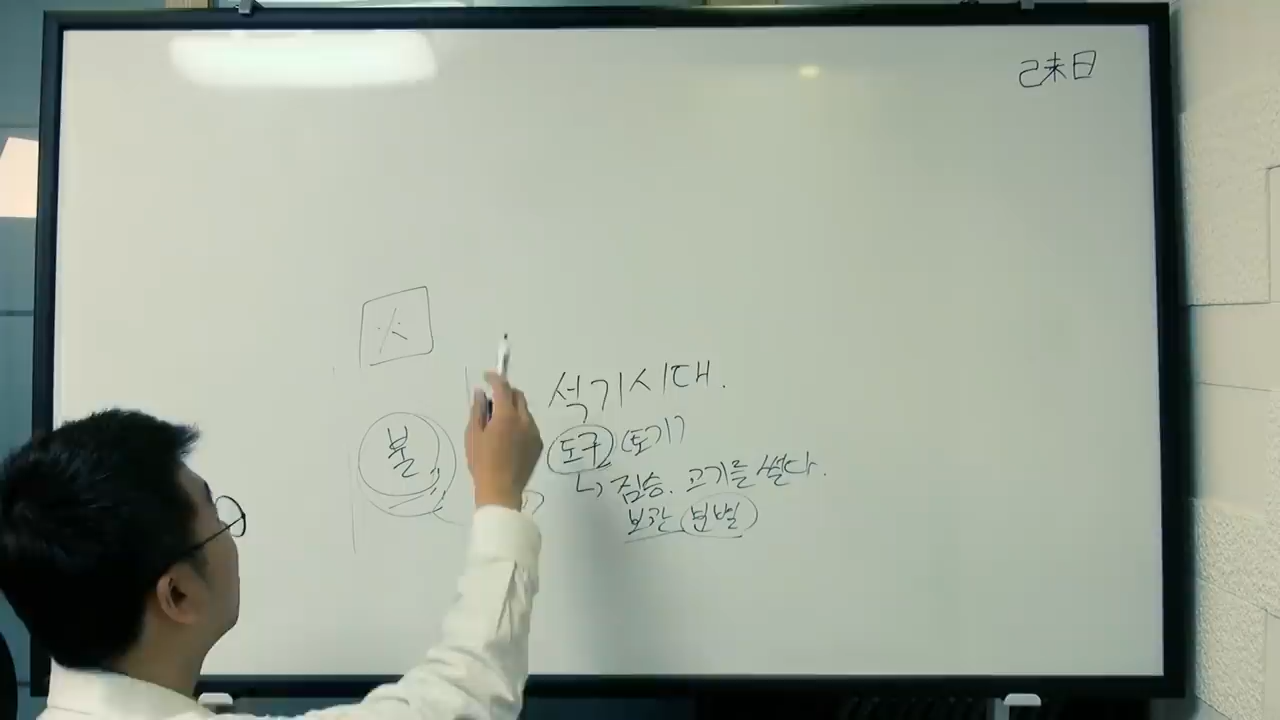 己未日
火
불
석기시대.
도구 (토기)
↳ 짐승. 고기를 썰다.
보관 분별